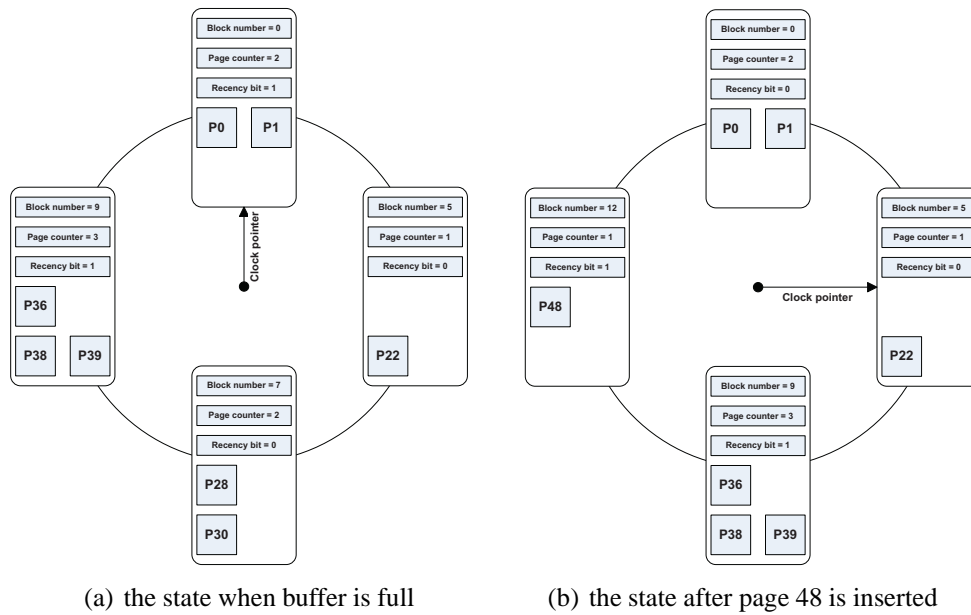 Block number = 0
Page counter = 2
Recency bit = 1
P0 P1
Block number = 9
Page counter = 3
Recency bit = 1
P36
P38 P39
Clock pointer
Block number = 5
Page counter = 1
Recency bit = 0
P22
Block number = 7
Page counter = 2
Recency bit = 0
P28
P30
(a) the state when buffer is full
Block number = 0
Page counter = 2
Recency bit = 0
P0 P1
Block number = 12
Page counter = 1
Recency bit = 1
P48
Clock pointer
Block number = 5
Page counter = 1
Recency bit = 0
P22
Block number = 9
Page counter = 3
Recency bit = 1
P36
P38 P39
(b) the state after page 48 is inserted